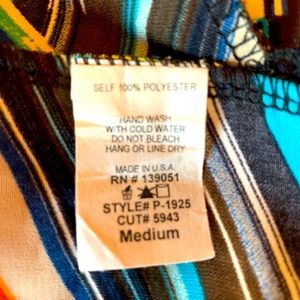 SELF 100% POLYESTER
HAND WASH
WITH COLD WATER
DO NOT BLEACH
HANG OR LINE DRY
MADE IN U.S.A.
RN # 139051
STYLE# P-1925
CUT# 5943
Medium